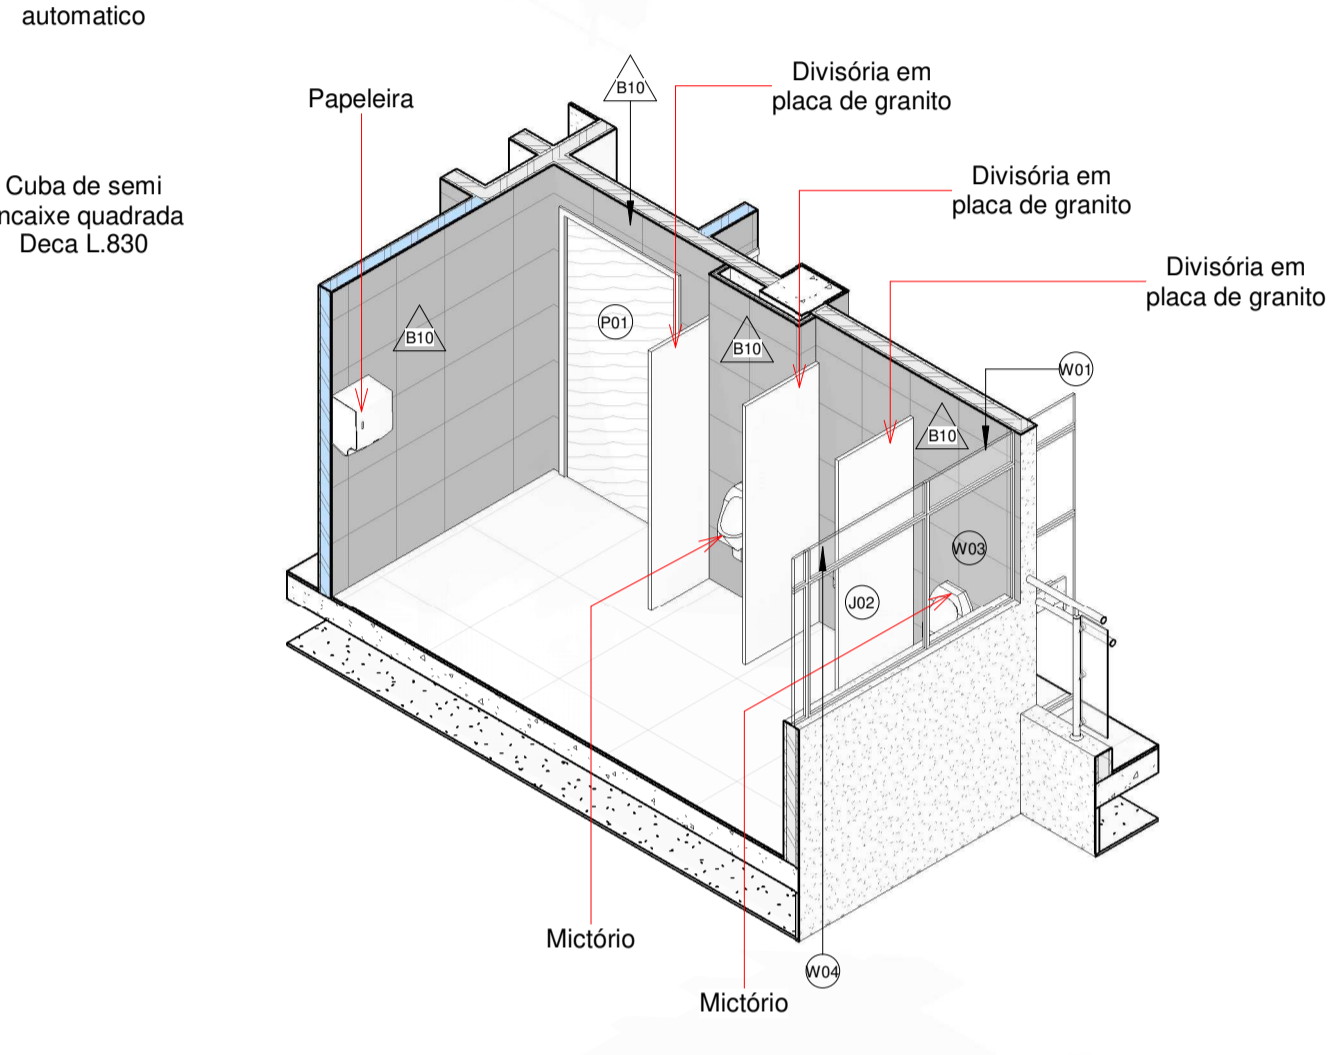 automatico
Papeleira
B10
Divisória em
placa de granito
Divisória em
placa de granito
Cuba de semi
ncaixe quadrada
Deca L.830
Divisória em
placa de granito
P01
B10
B10
W01
B10
W03
J02
Mictório
W04
Mictório